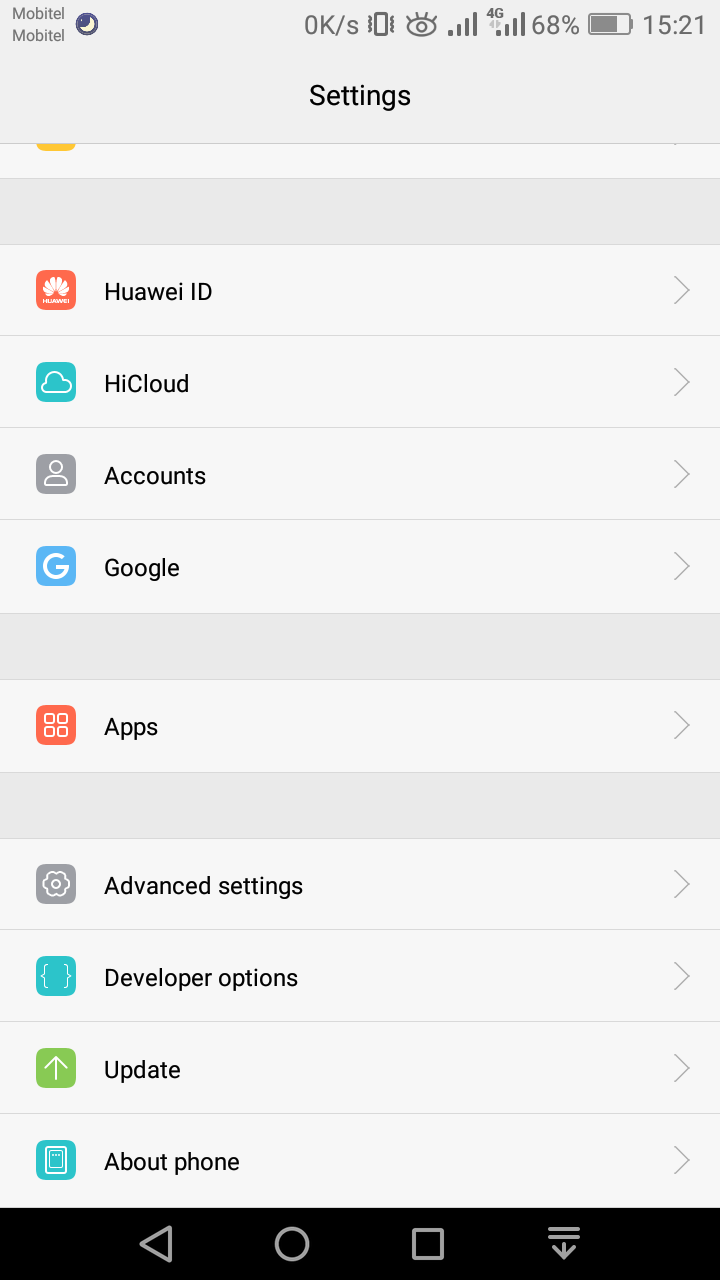 Mobitel
Mobitel
0K/s 4G 68% 15:21
Settings
HUAWEI
Huawei ID
HiCloud
Accounts
G
Google
Apps
Advanced settings
{ }
Developer options
Update
About phone